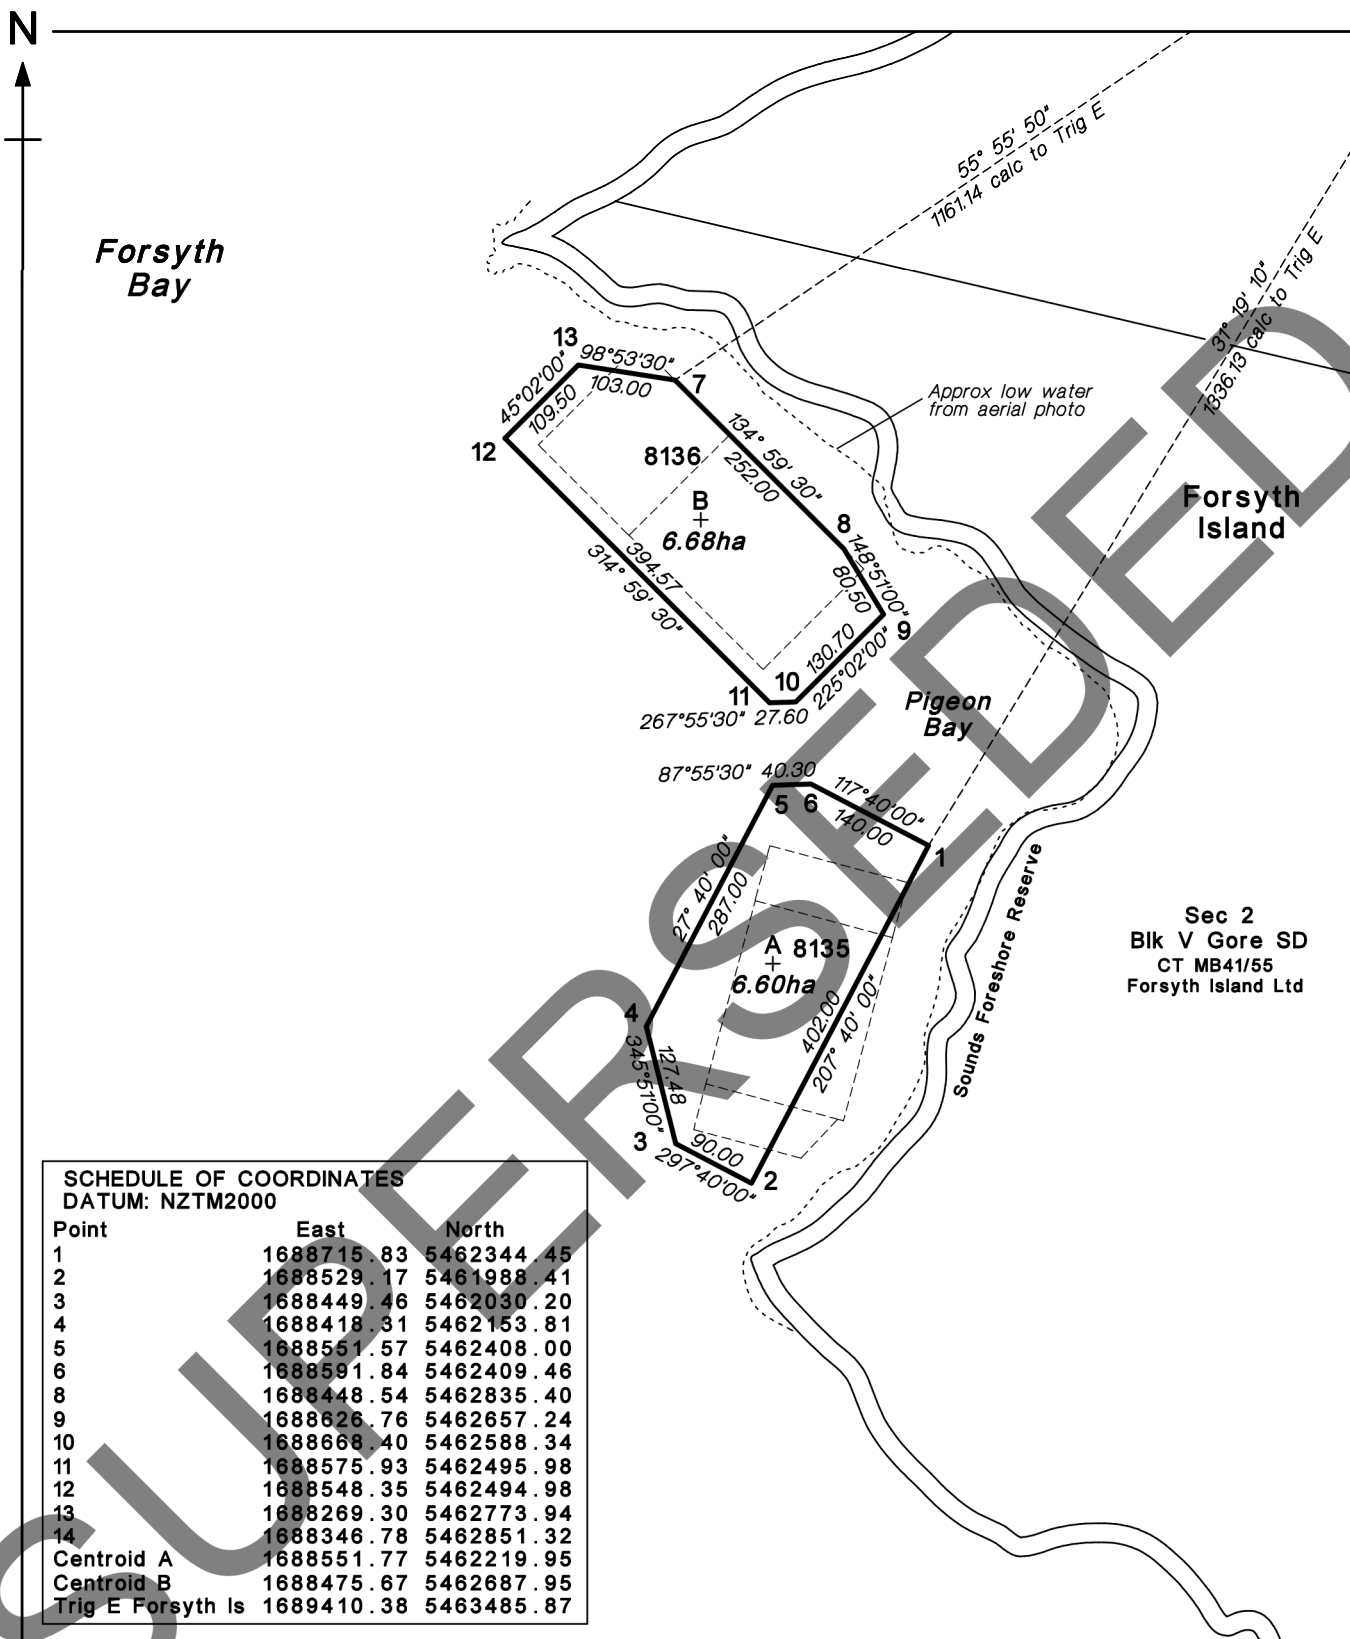 N
55° 55' 50"
1161.14 calc to Trig E
Forsyth
Bay
31° 19' 10"
1336.13 calc to Trig E
13
98°53'30"
103.00
7
45°02'00"
109.50
12
Approx low water
from aerial photo
134° 59' 30"
252.00
8136
B
6.68ha
8
148°51'00"
80.50
9
394.57
314° 59' 30"
130.70
225°02'00"
10
11
267°55'30" 27.60
Forsyth
Island
Pigeon
Bay
87°55'30" 40.30
5 6
117°40'00"
140.00
1
27° 40' 00"
287.00
A 8135
6.60ha
402.00
207° 40' 00"
4
345°51'00"
127.48
3
90.00
297°40'00"
2
Sounds Foreshore Reserve
Sec 2
Blk V Gore SD
CT MB41/55
Forsyth Island Ltd
SUPERSEDED
SCHEDULE OF COORDINATES
DATUM: NZTM2000
Point East North
1 1688715.83 5462344.45
2 1688529.17 5461988.41
3 1688449.46 5462030.20
4 1688418.31 5462153.81
5 1688551.57 5462408.00
6 1688591.84 5462409.46
8 1688448.54 5462835.40
9 1688626.76 5462657.24
10 1688668.40 5462588.34
11 1688575.93 5462495.98
12 1688548.35 5462494.98
13 1688269.30 5462773.94
14 1688346.78 5462851.32
Centroid A 1688551.77 5462219.95
Centroid B 1688475.67 5462687.95
Trig E Forsyth Is 1689410.38 5463485.87